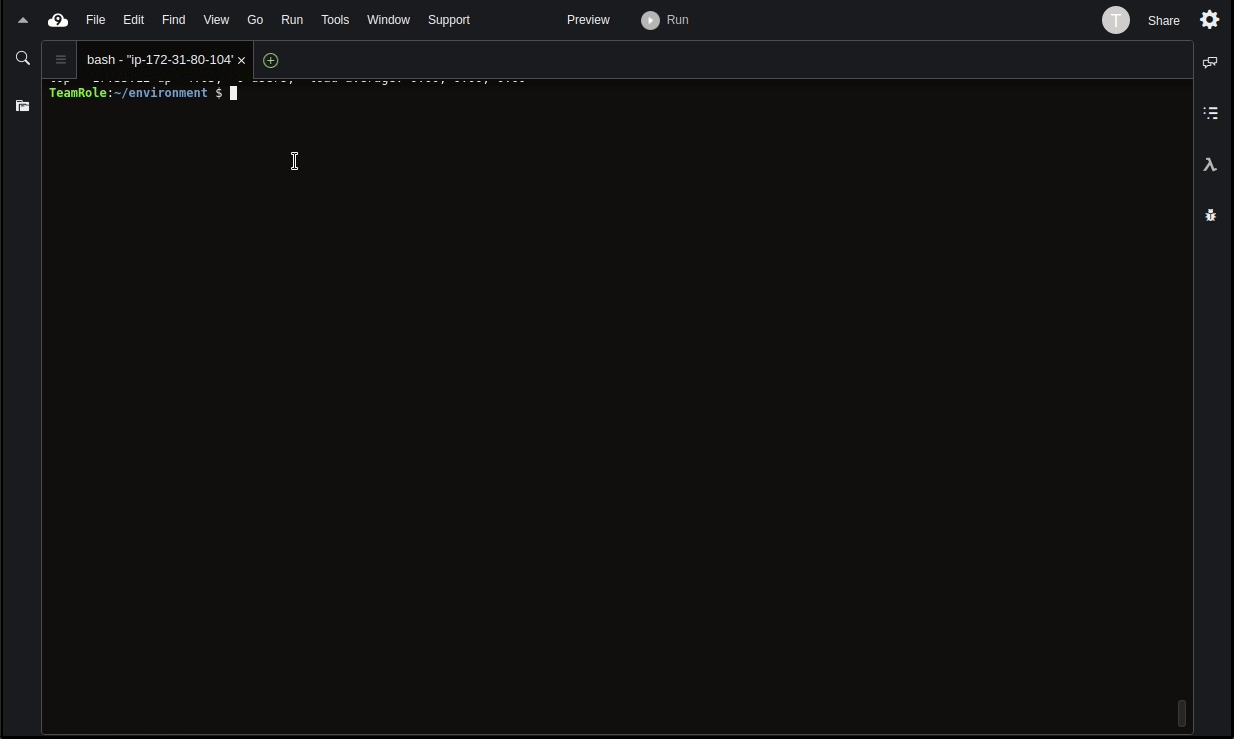 File Edit Find View Go Run Tools Window Support Preview Run T Share
bash - "ip-172-31-80-104'
TeamRole:~/environment $